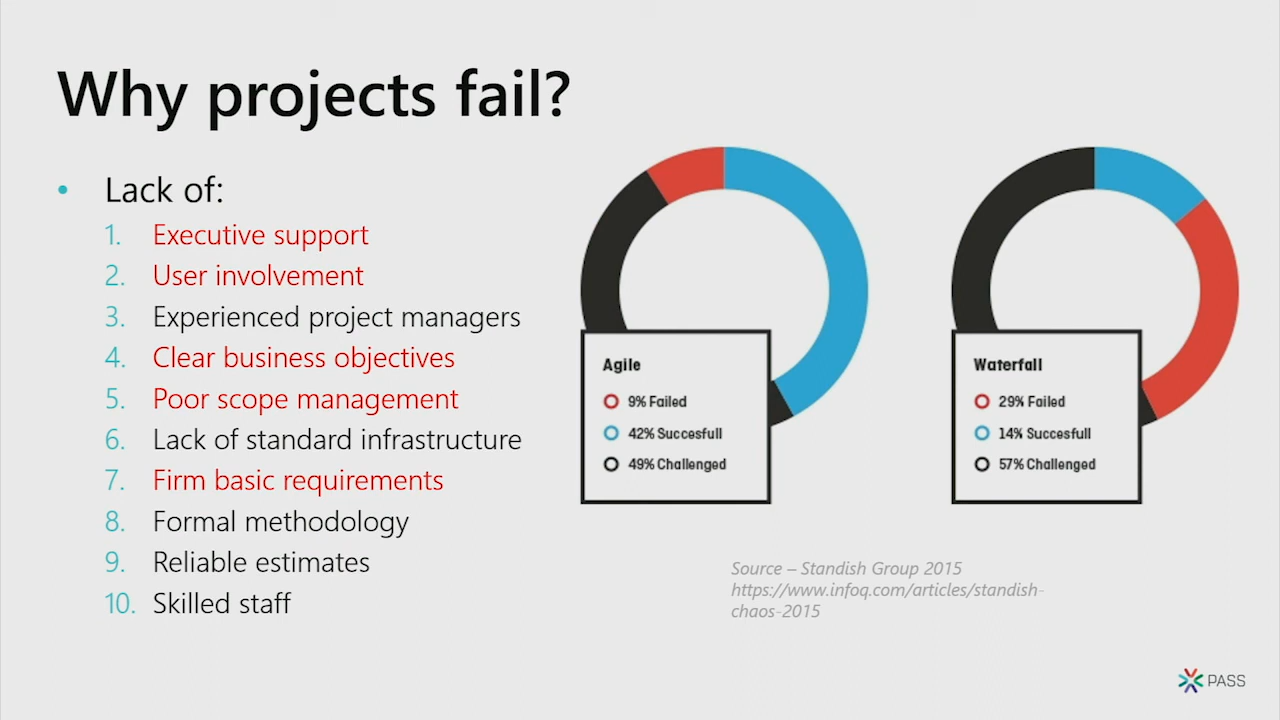 Why projects fail?
• Lack of:
1. Executive support
2. User involvement
3. Experienced project managers
4. Clear business objectives
5. Poor scope management
6. Lack of standard infrastructure
7. Firm basic requirements
8. Formal methodology
9. Reliable estimates
10. Skilled staff
Agile
9% Failed
42% Succesfull
49% Challenged
Waterfall
29% Failed
14% Succesfull
57% Challenged
Source – Standish Group 2015
https://www.infoq.com/articles/standish-
chaos-2015
PASS